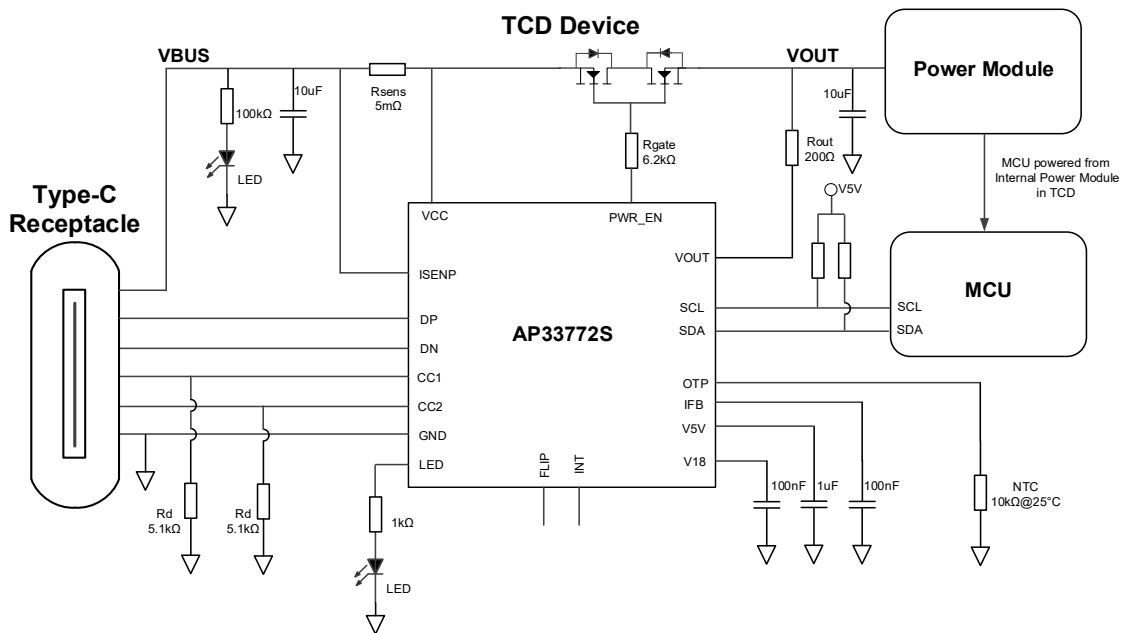 TCD Device
VBUS
VOUT
Power Module
10uF
Rsens
5mΩ
100kΩ
LED
Rgate
6.2kΩ
Rout
200Ω
10uF
MCU powered from
Internal Power Module
in TCD
V5V
Type-C
Receptacle
VCC
PWR_EN
ISENP
VOUT
MCU
DP
SCL
SCL
DN
SDA
SDA
AP33772S
CC1
OTP
CC2
IFB
GND
V5V
LED
V18
FLIP
INT
Rd
5.1kΩ
Rd
5.1kΩ
1kΩ
LED
100nF
1uF
100nF
NTC
10kΩ@25°C